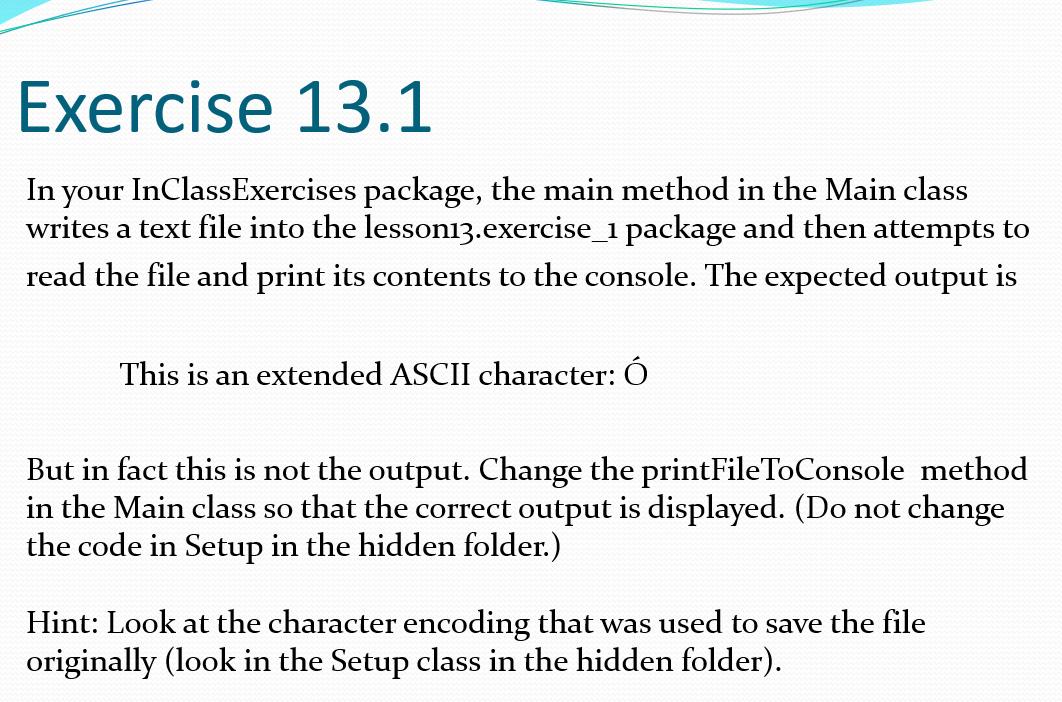 Exercise 13.1
In your InClassExercises package, the main method in the Main class
writes a text file into the lesson13.exercise_1 package and then attempts to
read the file and print its contents to the console. The expected output is
This is an extended ASCII character: Ó
But in fact this is not the output. Change the printFileToConsole method
in the Main class so that the correct output is displayed. (Do not change
the code in Setup in the hidden folder.)
Hint: Look at the character encoding that was used to save the file
originally (look in the Setup class in the hidden folder).